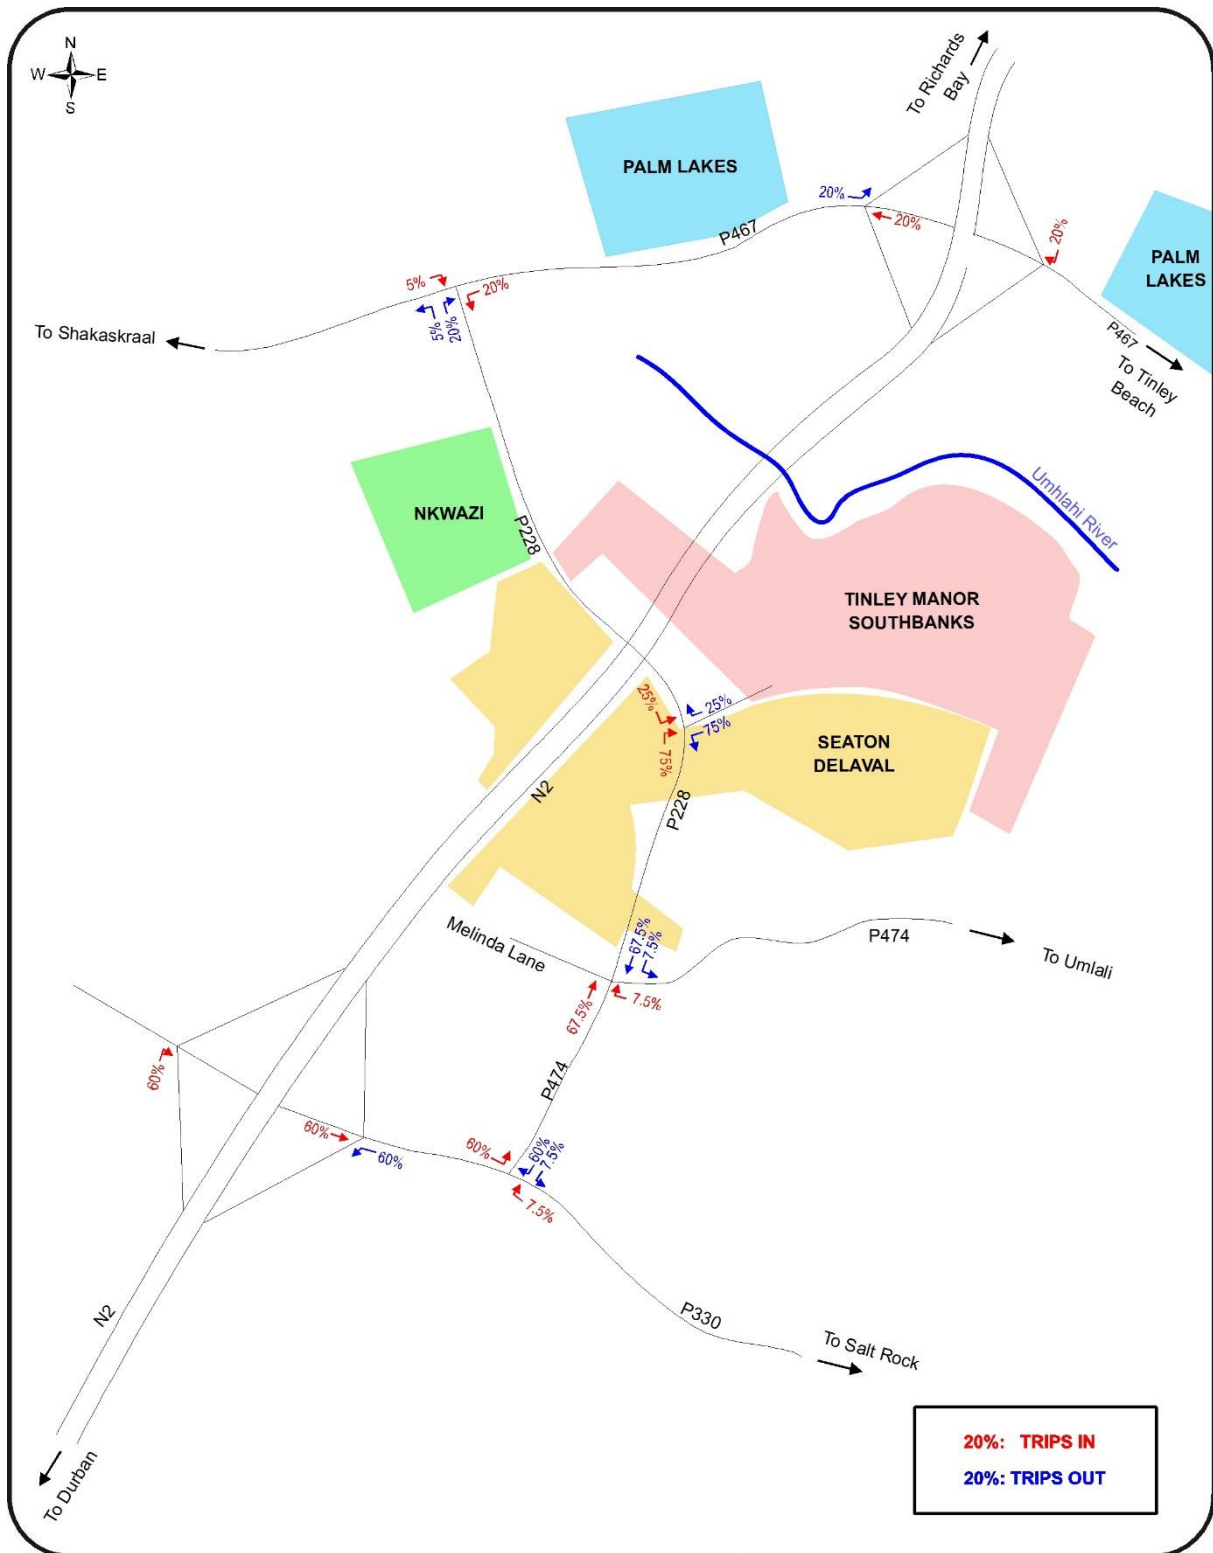 N
W E
S
To Richards
Bay
PALM LAKES
20%
20%
20%
P467
PALM
LAKES
5%
20%
5%
20%
To Shakaskraal
P467
To Tinley
Beach
Umhlahi River
NKWAZI
P228
TINLEY MANOR
SOUTHBANKS
25%
25%
75%
75%
SEATON
DELAVAL
N2
P228
Melinda Lane
67.5%
7.5%
P474
To Umlali
67.5%
7.5%
60%
P474
60%
60%
60%
60%
7.5%
7.5%
N2
P330
To Salt Rock
To Durban
20%: TRIPS IN
20%: TRIPS OUT